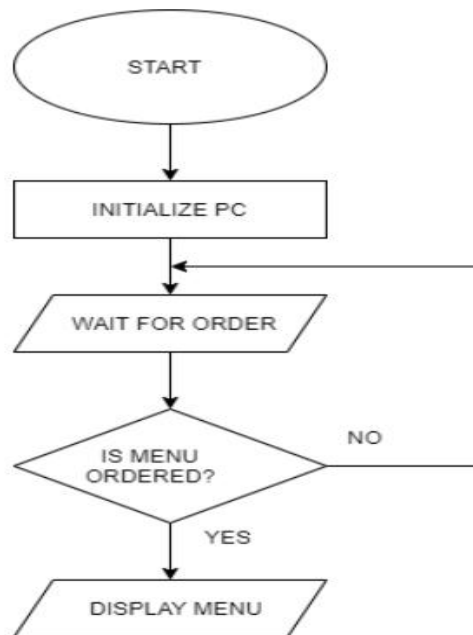 START
INITIALIZE PC
WAIT FOR ORDER
IS MENU
ORDERED?
NO
YES
DISPLAY MENU